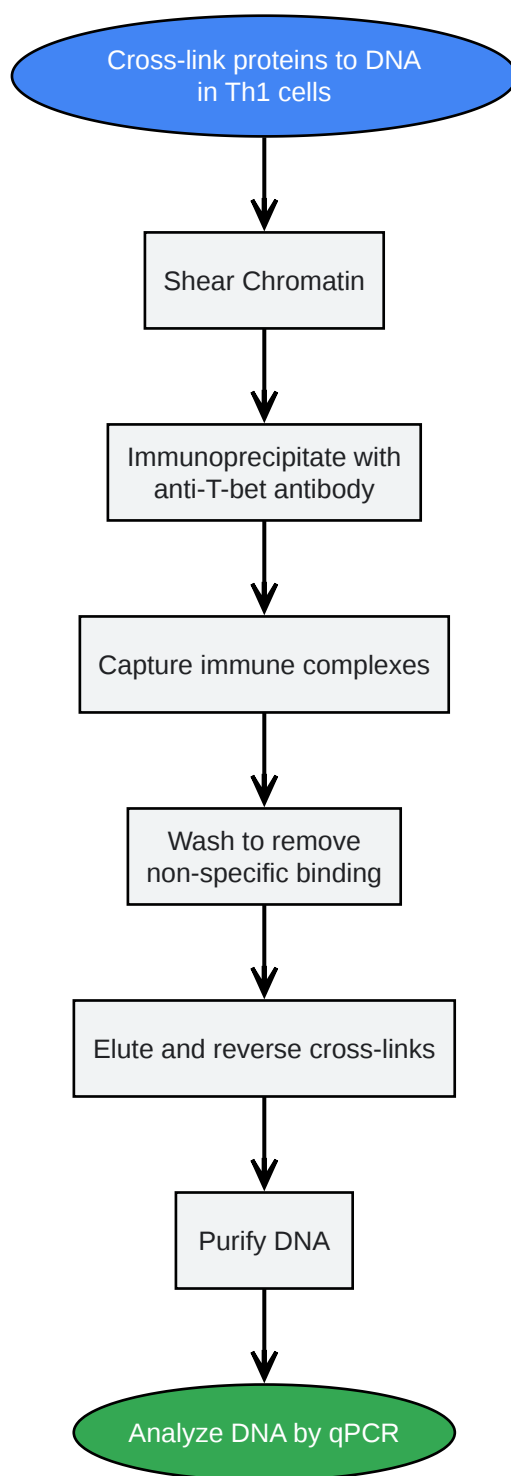 Cross-link proteins to DNA
in Th1 cells
Shear Chromatin
Immunoprecipitate with
anti-T-bet antibody
Capture immune complexes
Wash to remove
non-specific binding
Elute and reverse cross-links
Purify DNA
Analyze DNA by qPCR